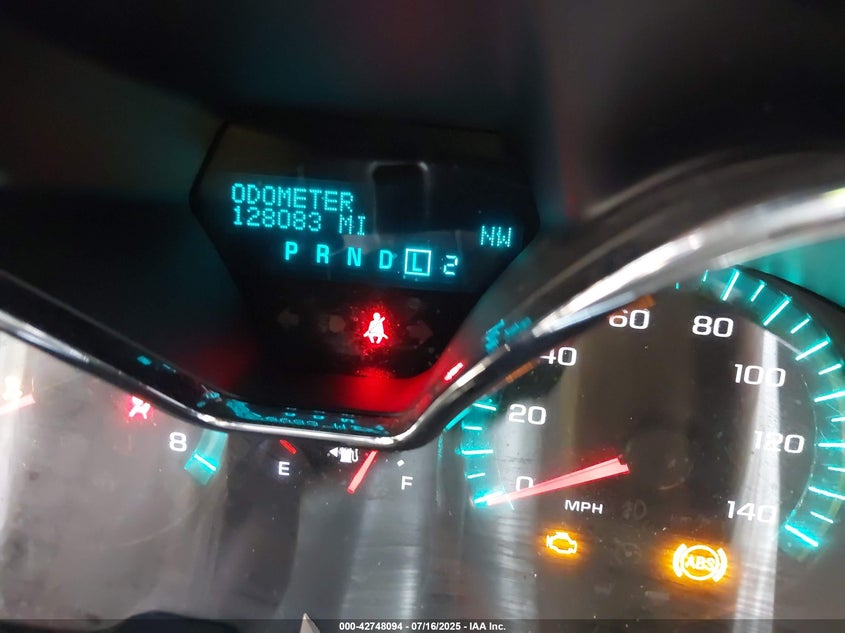 ODOMETER
128083 MI
NW
P R N D L 2
60
80
40
100
20
120
0
140
8
E
F
MPH
ABS
000-42748094 - 07/16/2025 - IAA Inc.